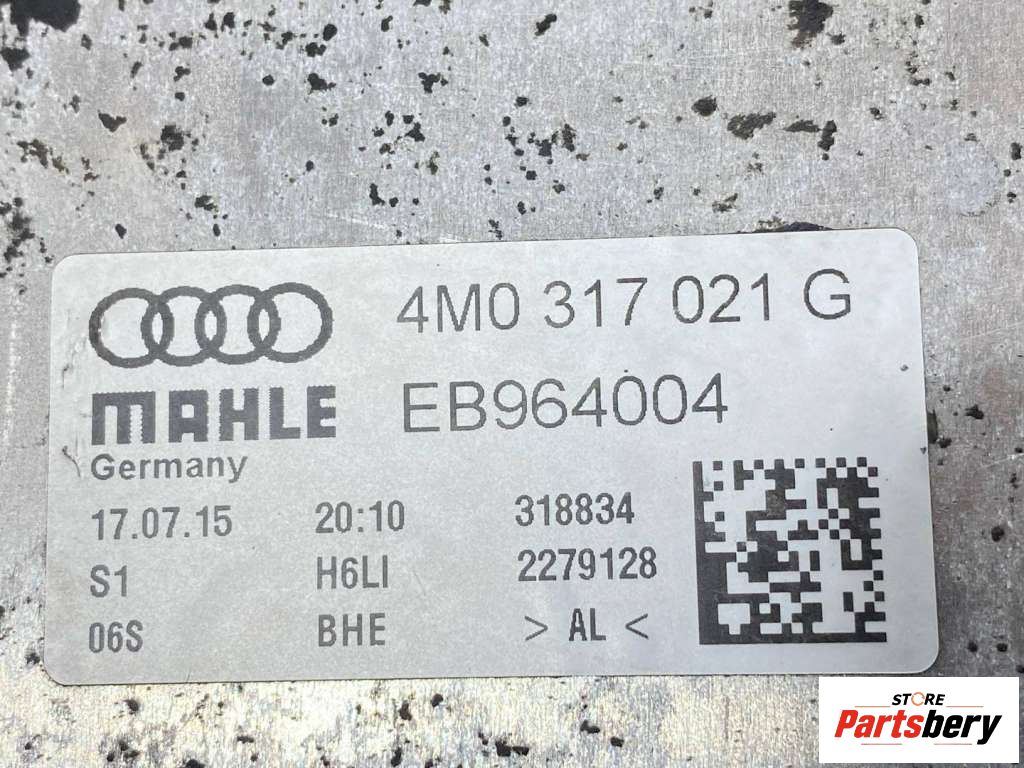 4M0 317 021 G
MAHLE EB964004
Germany
17.07.15 20:10 318834
S1 H6LI 2279128
06S BHE > AL <
STORE
Partsbery